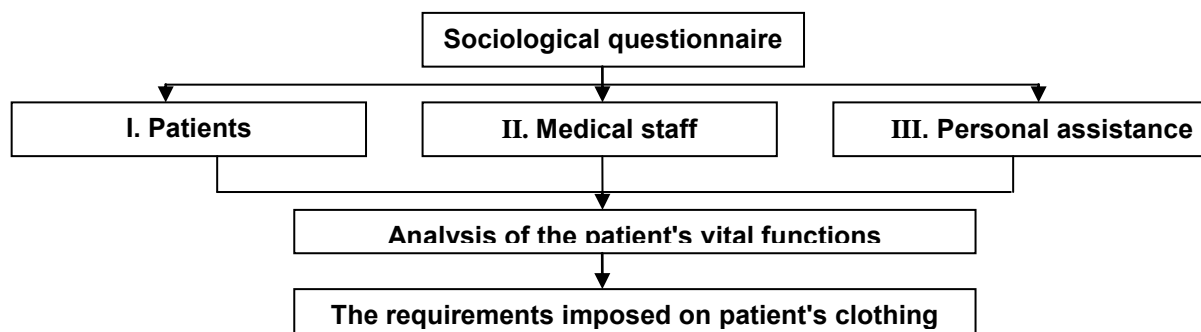 Sociological questionnaire
I. Patients
II. Medical staff
III. Personal assistance
Analysis of the patient's vital functions
The requirements imposed on patient's clothing